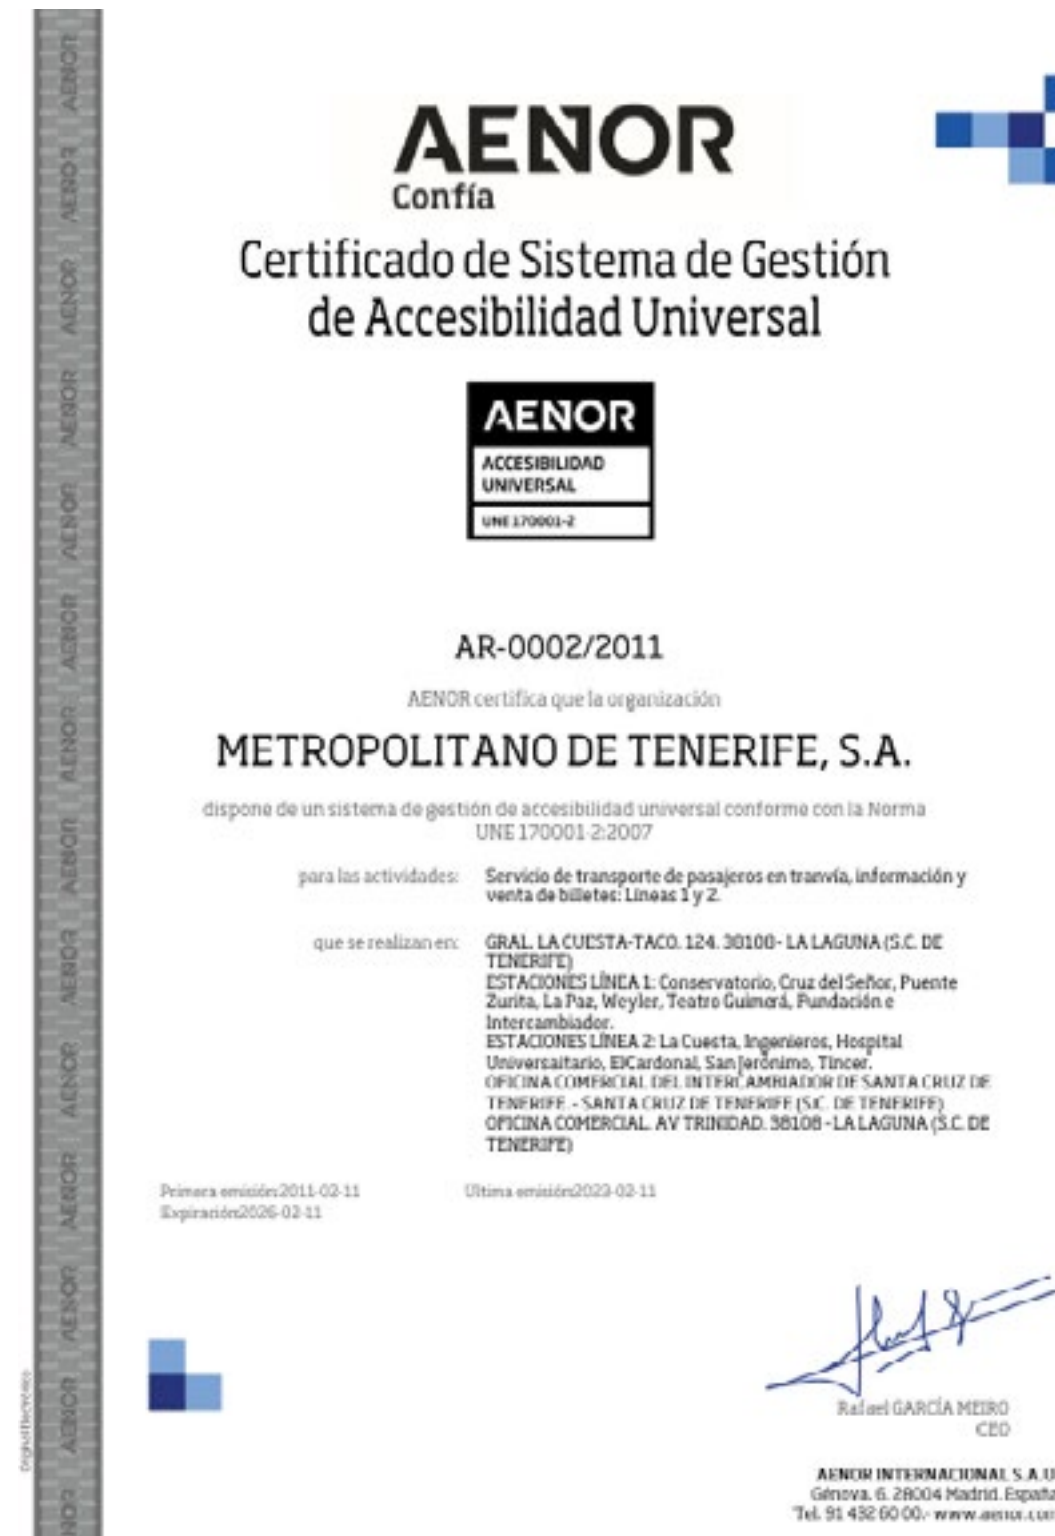 AENOR
Confía
Certificado de Sistema de Gestión
de Accesibilidad Universal
AENOR
ACCESIBILIDAD
UNIVERSAL
UNE 170001-2
AR-0002/2011
AENOR certifica que la organización
METROPOLITANO DE TENERIFE, S.A.
dispone de un sistema de gestión de accesibilidad universal conforme con la Norma
UNE 170001-2:2007
para las actividades: Servicio de transporte de pasajeros en tranvía, información y
venta de billetes: Líneas 1 y 2.
que se realizan en: GRAL. LA CUESTA-TACO. 124. 38108- LA LAGUNA (S.C. DE
TENERIFE)
ESTACIONES LÍNEA 1: Conservatorio, Cruz del Señor, Puente
Zurita, La Paz, Weyler, Teatro Guimerá, Fundación e
Intercambiador.
ESTACIONES LÍNEA 2: La Cuesta, Ingenieros, Hospital
Universaitario, ElCardonal, San Jerónimo, Tíncer.
OFICINA COMERCIAL DEL INTERCAMBIADOR DE SANTA CRUZ DE
TENERIFE. - SANTA CRUZ DE TENERIFE (S.C. DE TENERIFE)
OFICINA COMERCIAL. AV TRINIDAD. 38108 - LA LAGUNA (S.C. DE
TENERIFE)
Primera emisión:2011-02-11 Última emisión:2023-02-11
Expiración:2026-02-11
Original Electrónico
Rafael GARCÍA MEIRO
CEO
AENOR INTERNACIONAL S.A.U
Génova. 6. 28004 Madrid. España
Tel. 91 432 60 00.- www.aenor.com